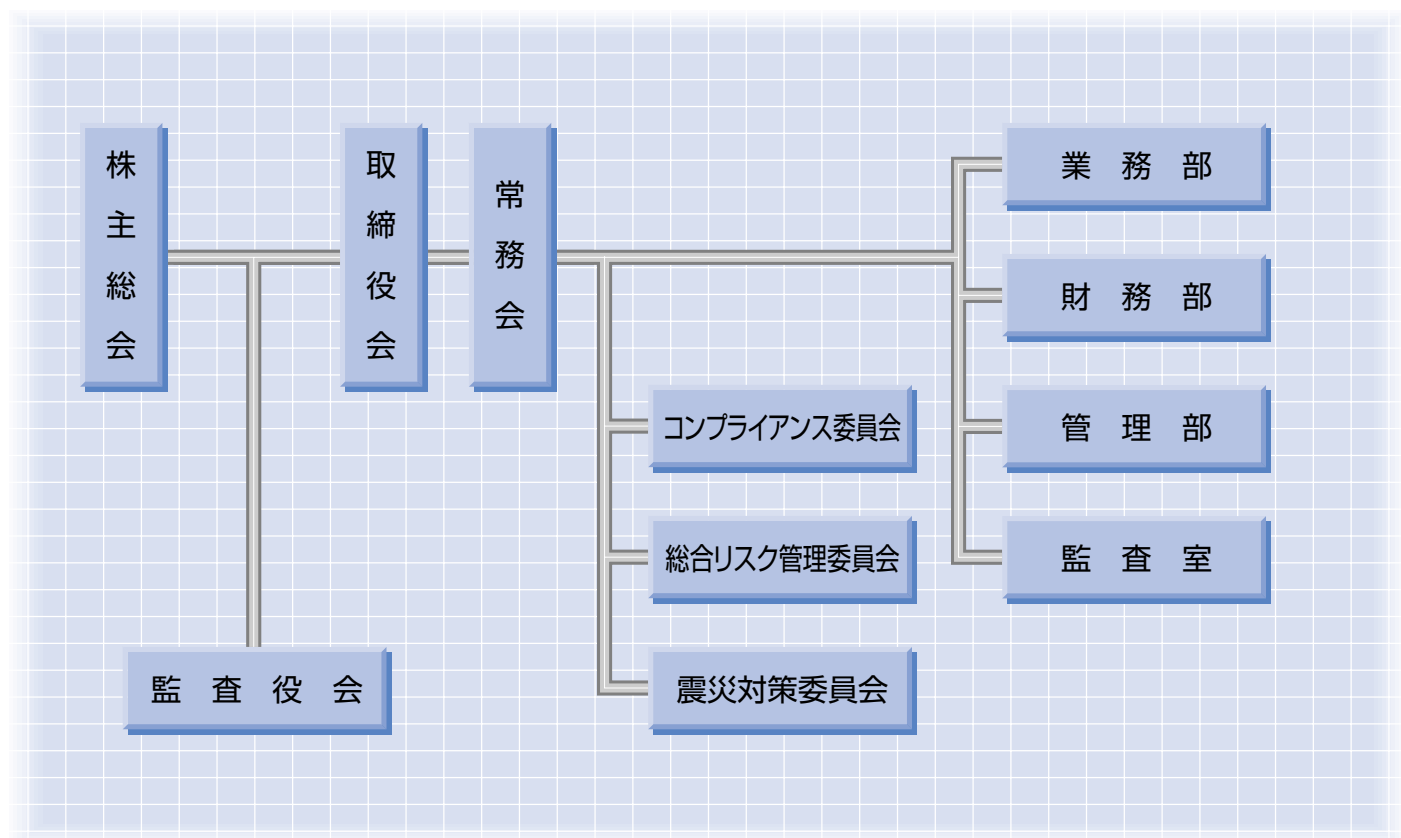 株主総会
取締役会
常務会
監査役会
コンプライアンス委員会
総合リスク管理委員会
震災対策委員会
業務部
財務部
管理部
監査室